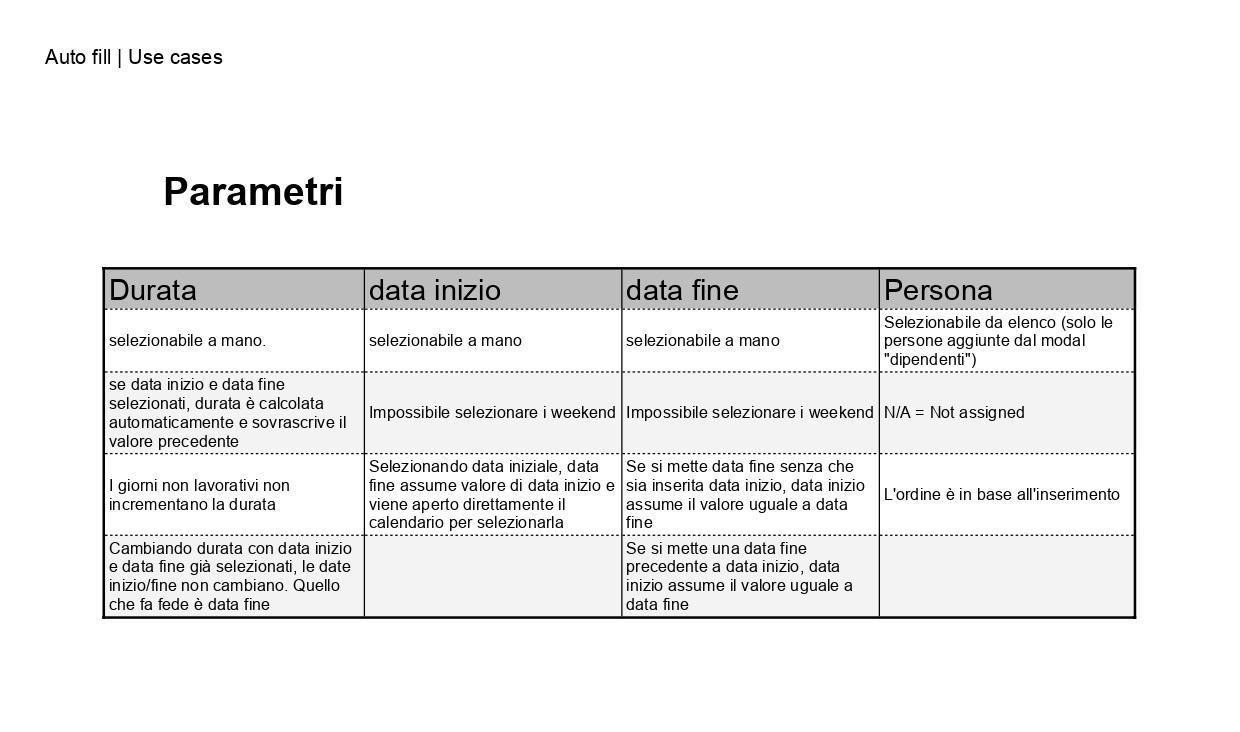 Auto fill | Use cases
Parametri
Durata
data inizio
data fine
Persona
selezionabile a mano.
selezionabile a mano
selezionabile a mano
Selezionabile da elenco (solo le
persone aggiunte dal modal
"dipendenti")
se data inizio e data fine
selezionati, durata è calcolata
automaticamente e sovrascrive il
valore precedente
Impossibile selezionare i weekend
Impossibile selezionare i weekend
N/A = Not assigned
I giorni non lavorativi non
incrementano la durata
Selezionando data iniziale, data
fine assume valore di data inizio e
viene aperto direttamente il
calendario per selezionarla
Se si mette data fine senza che
sia inserita data inizio, data inizio
assume il valore uguale a data
fine
L'ordine è in base all'inserimento
Cambiando durata con data inizio
e data fine già selezionati, le date
inizio/fine non cambiano. Quello
che fa fede è data fine
Se si mette una data fine
precedente a data inizio, data
inizio assume il valore uguale a
data fine